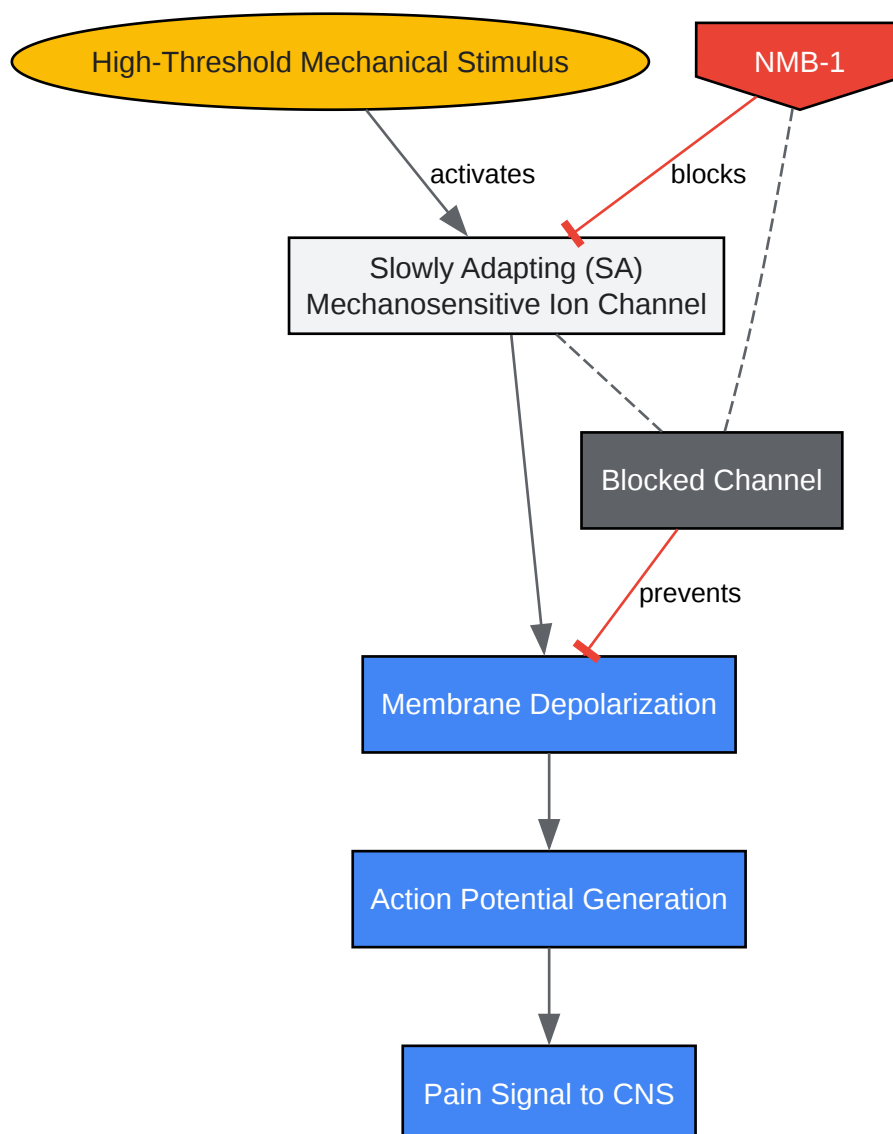 High-Threshold Mechanical Stimulus
NMB-1
activates
blocks
Slowly Adapting (SA)
Mechanosensitive Ion Channel
Blocked Channel
prevents
Membrane Depolarization
Action Potential Generation
Pain Signal to CNS